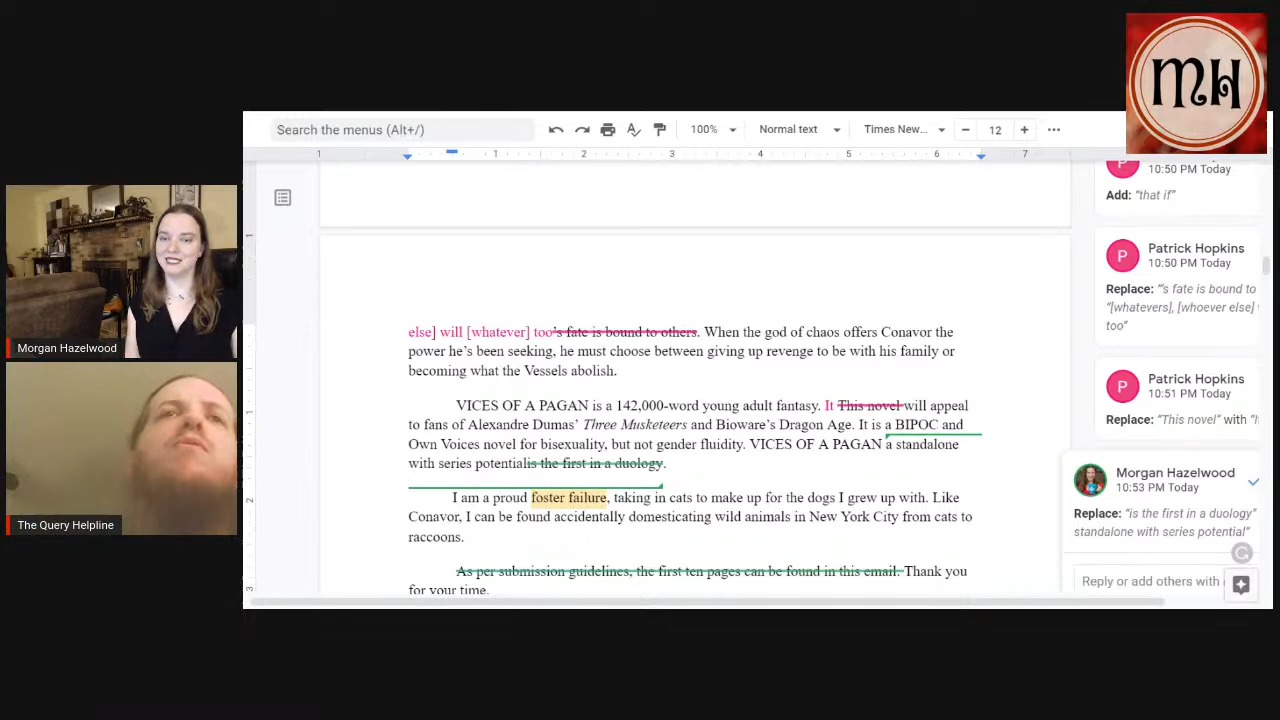 MH
Search the menus (Alt+/)
100%
Normal text
Times New...
12
1 1 2 3 4 5 6 7
10:50 PM Today
Add: "that if"
Patrick Hopkins
10:50 PM Today
Replace: "'s fate is bound to
"[whatevers], [whoever else]
too"
Patrick Hopkins
10:51 PM Today
Replace: "This novel" with
Morgan Hazelwood
10:53 PM Today
Replace: "is the first in a duology"
standalone with series potential"
Reply or add others with
else] will [whatever] too's fate is bound to others. When the god of chaos offers Conavor the
power he's been seeking, he must choose between giving up revenge to be with his family or
becoming what the Vessels abolish.
VICES OF A PAGAN is a 142,000-word young adult fantasy. It This novel will appeal
to fans of Alexandre Dumas' Three Musketeers and Bioware's Dragon Age. It is a BIPOC and
Own Voices novel for bisexuality, but not gender fluidity. VICES OF A PAGAN a standalone
with series potentialis the first in a duology.
I am a proud foster failure, taking in cats to make up for the dogs I grew up with. Like
Conavor, I can be found accidentally domesticating wild animals in New York City from cats to
raccoons.
As per submission guidelines, the first ten pages can be found in this email. Thank you
for your time.
1
2
3
Morgan Hazelwood
The Query Helpline